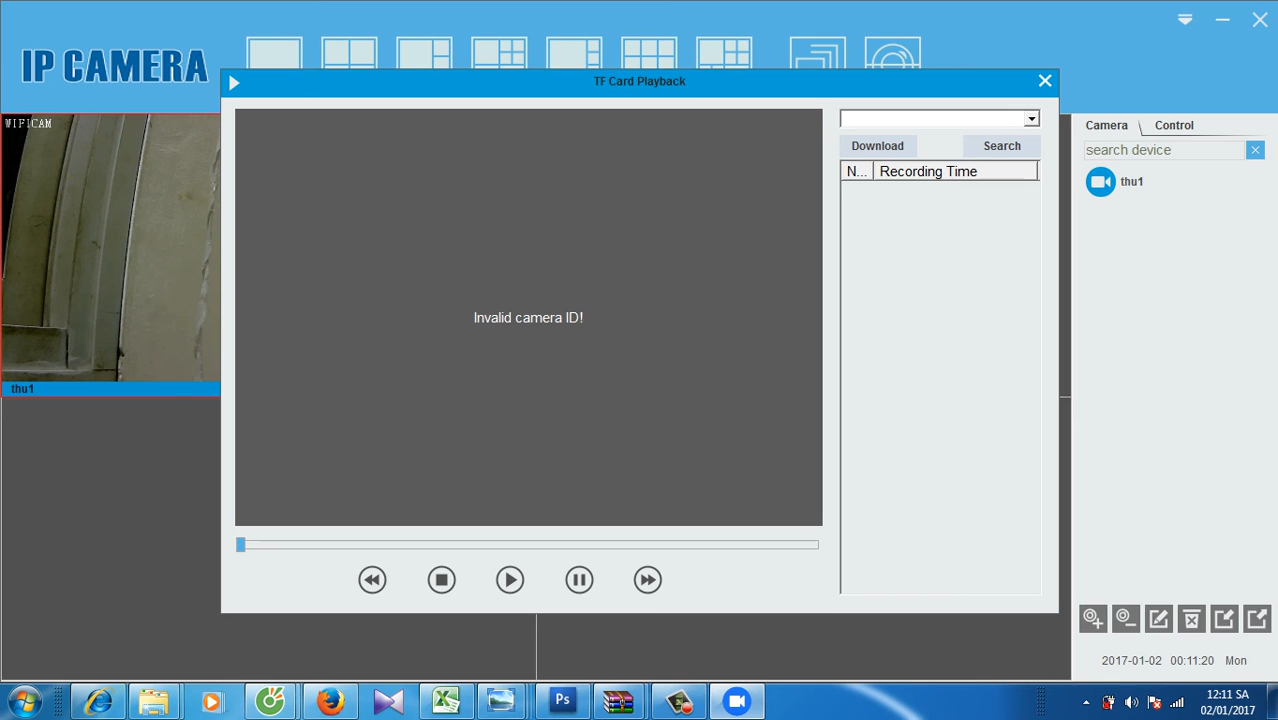 IP CAMERA
TF Card Playback
WIFICAM
thu1
Invalid camera ID!
Download
Search
N...
Recording Time
Camera
Control
search device
thu1
2017-01-02 00:11:20 Mon
Ps
12:11 SA
02/01/2017